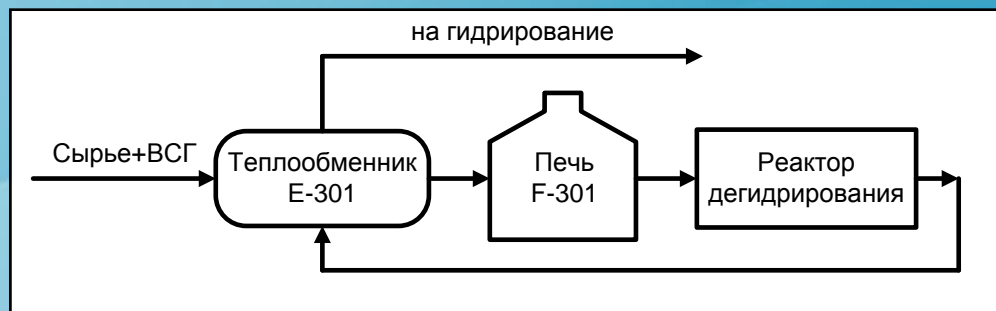 на гидрирование
Сырье+ВСГ
Теплообменник
Е-301
Печь
F-301
Реактор
дегидрирования